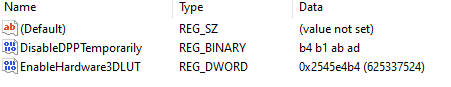 Name Type Data
(Default) REG_SZ (value not set)
DisableDPPTemporarily REG_BINARY b4 b1 ab ad
EnableHardware3DLUT REG_DWORD 0x2545e4b4 (625337524)